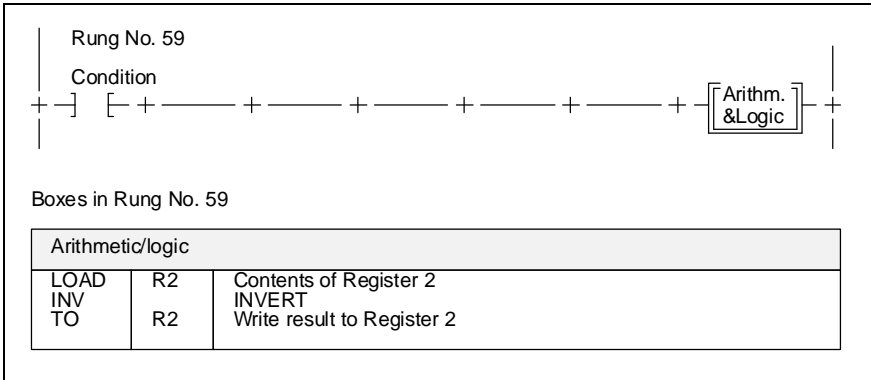 Rung No. 59
Condition
Arithm.
&Logic
Boxes in Rung No. 59
Arithmetic/logic
LOAD R2 Contents of Register 2
INV INVERT
TO R2 Write result to Register 2